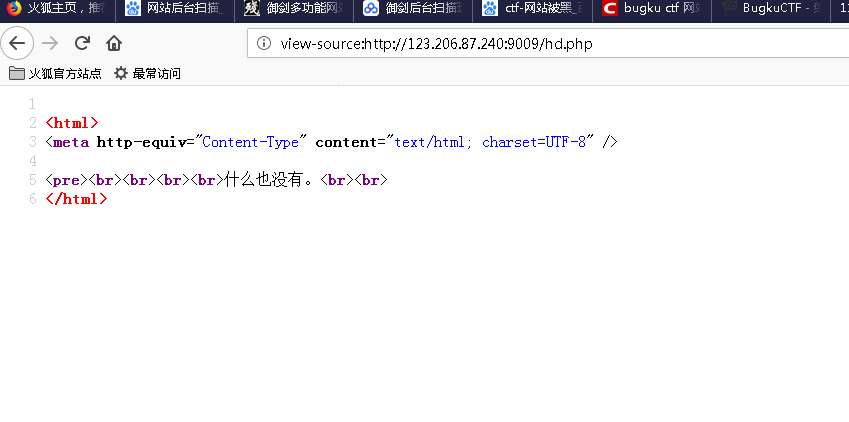 火狐主页，推
网站后台扫描_
御剑多功能网
御剑后台扫描
ctf-网站被黑_
bugku ctf 网
BugkuCTF -
view-source:http://123.206.87.240:9009/hd.php
火狐官方站点
最常访问
1
2 <html>
3 <meta http-equiv="Content-Type" content="text/html; charset=UTF-8" />
4
5 <pre><br><br><br><br>什么也没有。<br><br>
6 </html>